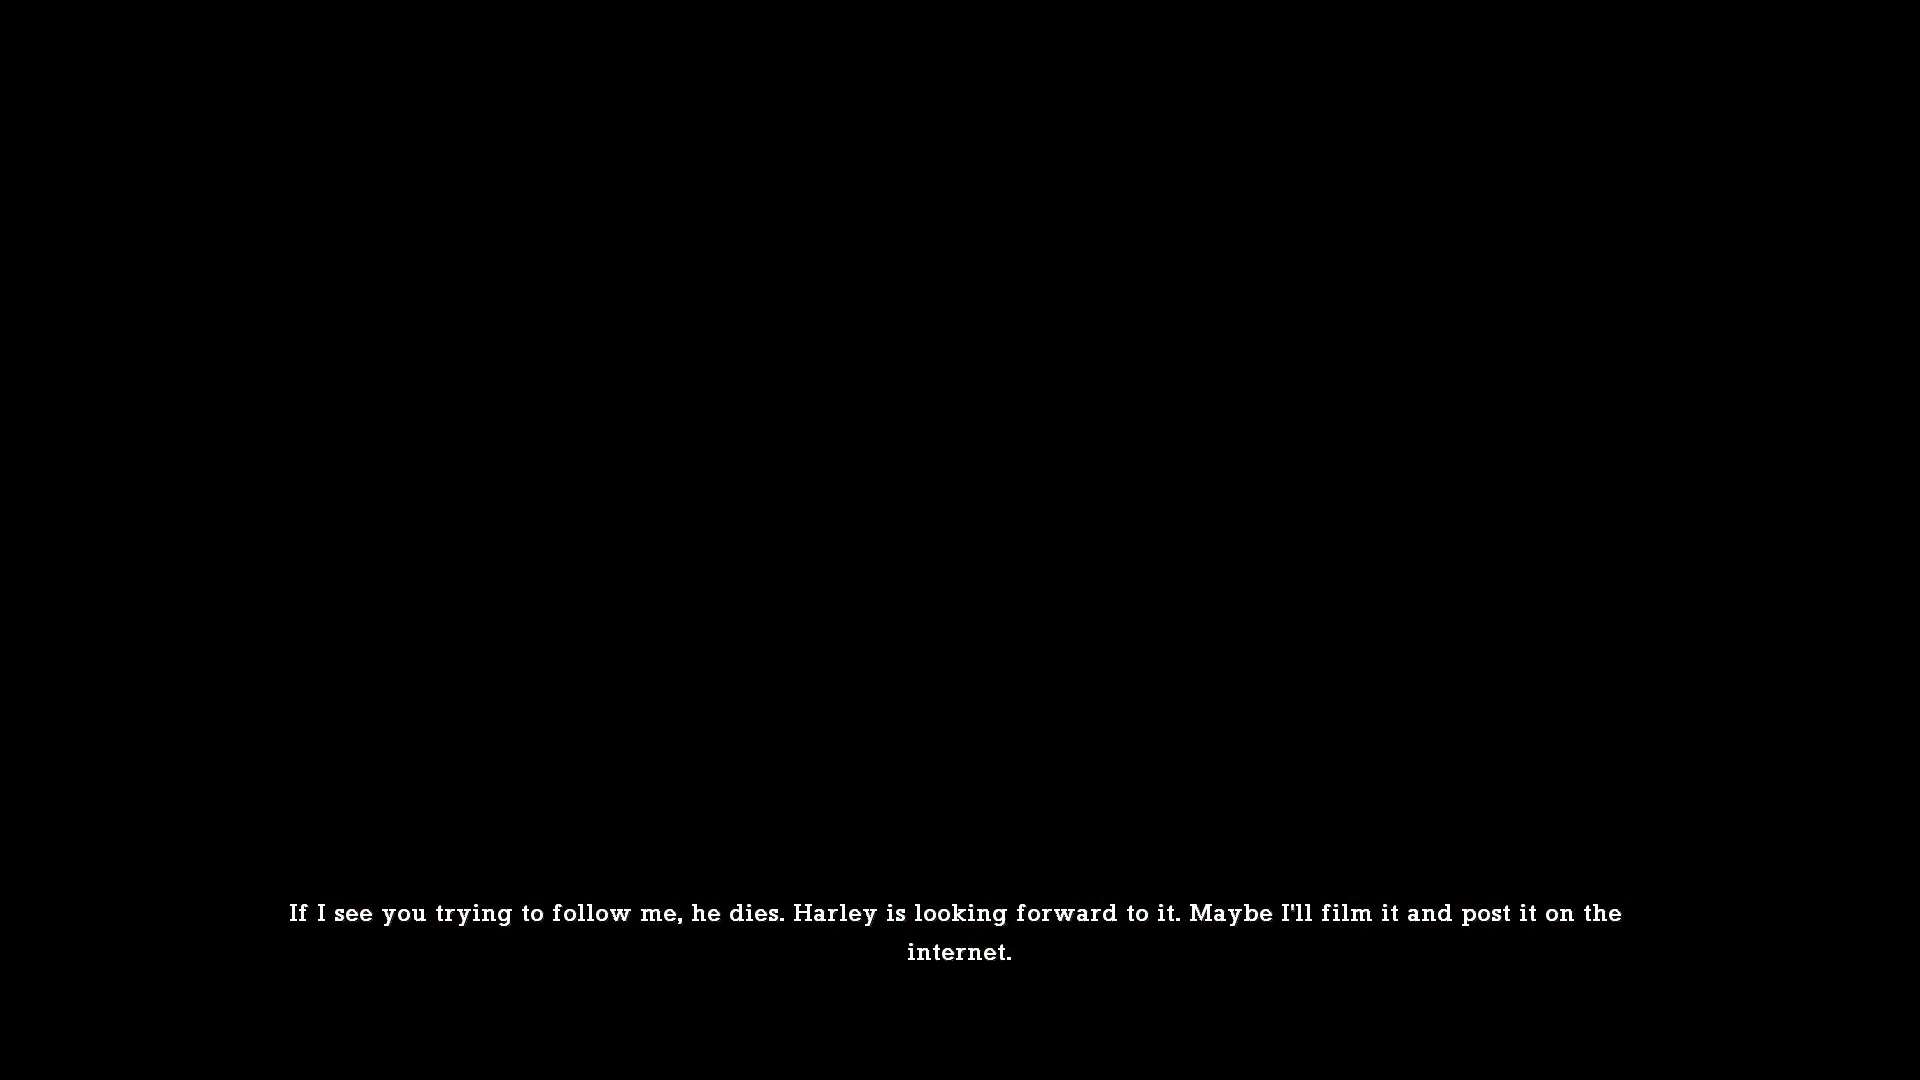 If I see you trying to follow me, he dies. Harley is looking forward to it. Maybe I'll film it and post it on the
internet.